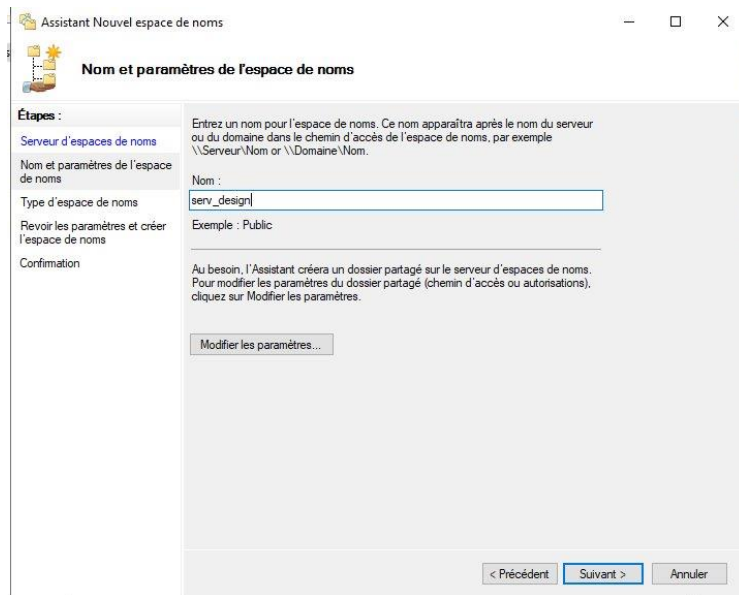 Assistant Nouvel espace de noms
Nom et paramètres de l'espace de noms
Étapes :
Serveur d'espaces de noms
Nom et paramètres de l'espace
de noms
Type d'espace de noms
Revoir les paramètres et créer
l'espace de noms
Confirmation
Entrez un nom pour l'espace de noms. Ce nom apparaîtra après le nom du serveur
ou du domaine dans le chemin d'accès de l'espace de noms, par exemple
\\Serveur\Nom or \\Domaine\Nom.
Nom :
serv_design
Exemple : Public
Au besoin, l'Assistant créera un dossier partagé sur le serveur d'espaces de noms.
Pour modifier les paramètres du dossier partagé (chemin d'accès ou autorisations),
cliquez sur Modifier les paramètres.
Modifier les paramètres...
< Précédent
Suivant >
Annuler